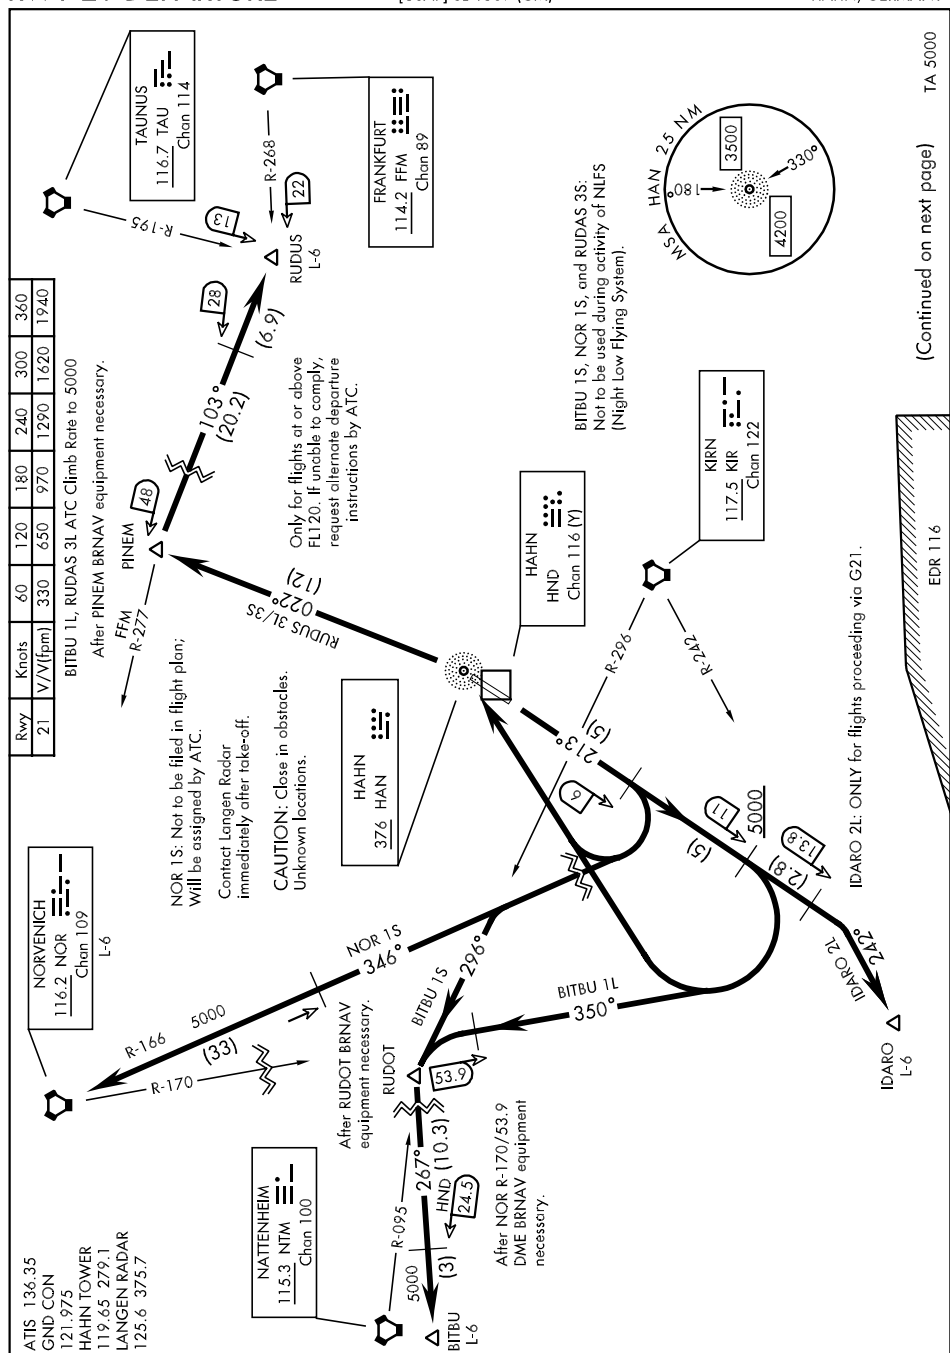 ATIS 136.35
GND CON
121.975
HAHN TOWER
119.65 279.1
LANGEN RADAR
125.6 375.7
NORVENICH
116.2 NOR
Chan 109
L-6
Rwy Knots 60 120 180 240 300 360
21 V/V(fpm) 330 650 970 1290 1620 1940
BITBU 1L, RUDAS 3L ATC Climb Rate to 5000
After PINEM BRNAV equipment necessary.
TAUNUS
116.7 TAU
Chan 114
R-195
13
R-268
22
RUDUS
L-6
FRANKFURT
114.2 FFM
Chan 89
28
(6.9)
103°
(20.2)
PINEM
48
FFM
R-277
Only for flights at or above
FL120. If unable to comply,
request alternate departure
instructions by ATC.
022°
(12)
RUDUS 3L/3S
NOR 1S: Not to be filed in flight plan;
Will be assigned by ATC.
Contact Langen Radar
immediately after take-off.
CAUTION: Close in obstacles.
Unknown locations.
HAHN
376 HAN
HAHN
HND
Chan 116 (Y)
BITBU 1S, NOR 1S, and RUDAS 3S:
Not to be used during activity of NLFS
(Night Low Flying System).
MSA HAN 25 NM
3500
180°
330°
4200
TA 5000
KIRN
117.5 KIR
Chan 122
R-296
R-242
213°
(5)
6
11
(5)
5000
13.8
(2.8)
242°
IDARO 2L
IDARO
L-6
IDARO 2L: ONLY for flights proceeding via G21.
EDR 116
NOR 1S
346°
5000
R-166
(33)
R-170
BITBU 1S
296°
BITBU 1L
350°
After RUDOT BRNAV
equipment necessary.
RUDOT
53.9
267°
(10.3)
HND
24.5
R-095
5000
(3)
BITBU
L-6
NATTENHEIM
115.3 NTM
Chan 100
After NOR R-170/53.9
DME BRNAV equipment
necessary.
(Continued on next page)